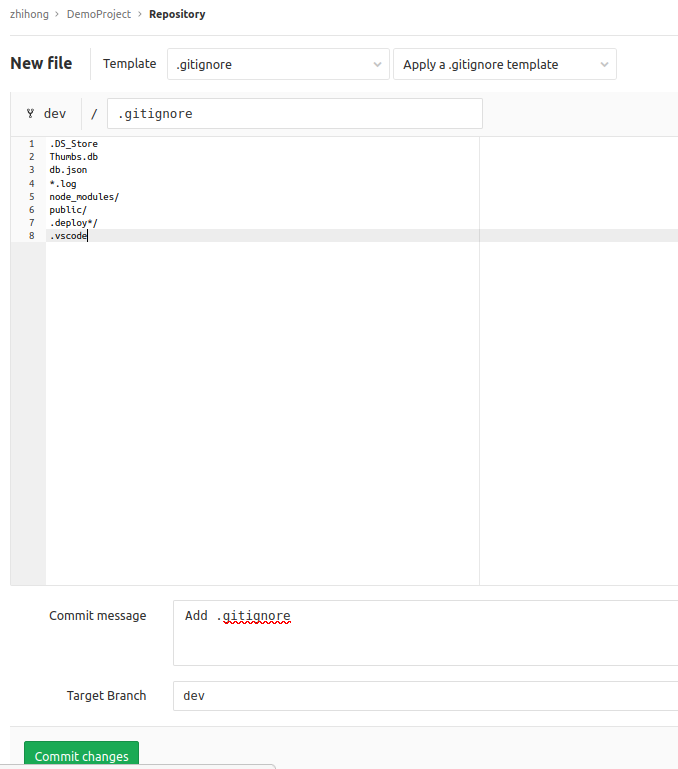 zhihong › DemoProject › Repository
New file Template .gitignore Apply a .gitignore template
dev / .gitignore
1 .DS_Store
2 Thumbs.db
3 db.json
4 *.log
5 node_modules/
6 public/
7 .deploy*/
8 .vscode
Commit message Add .gitignore
Target Branch dev
Commit changes